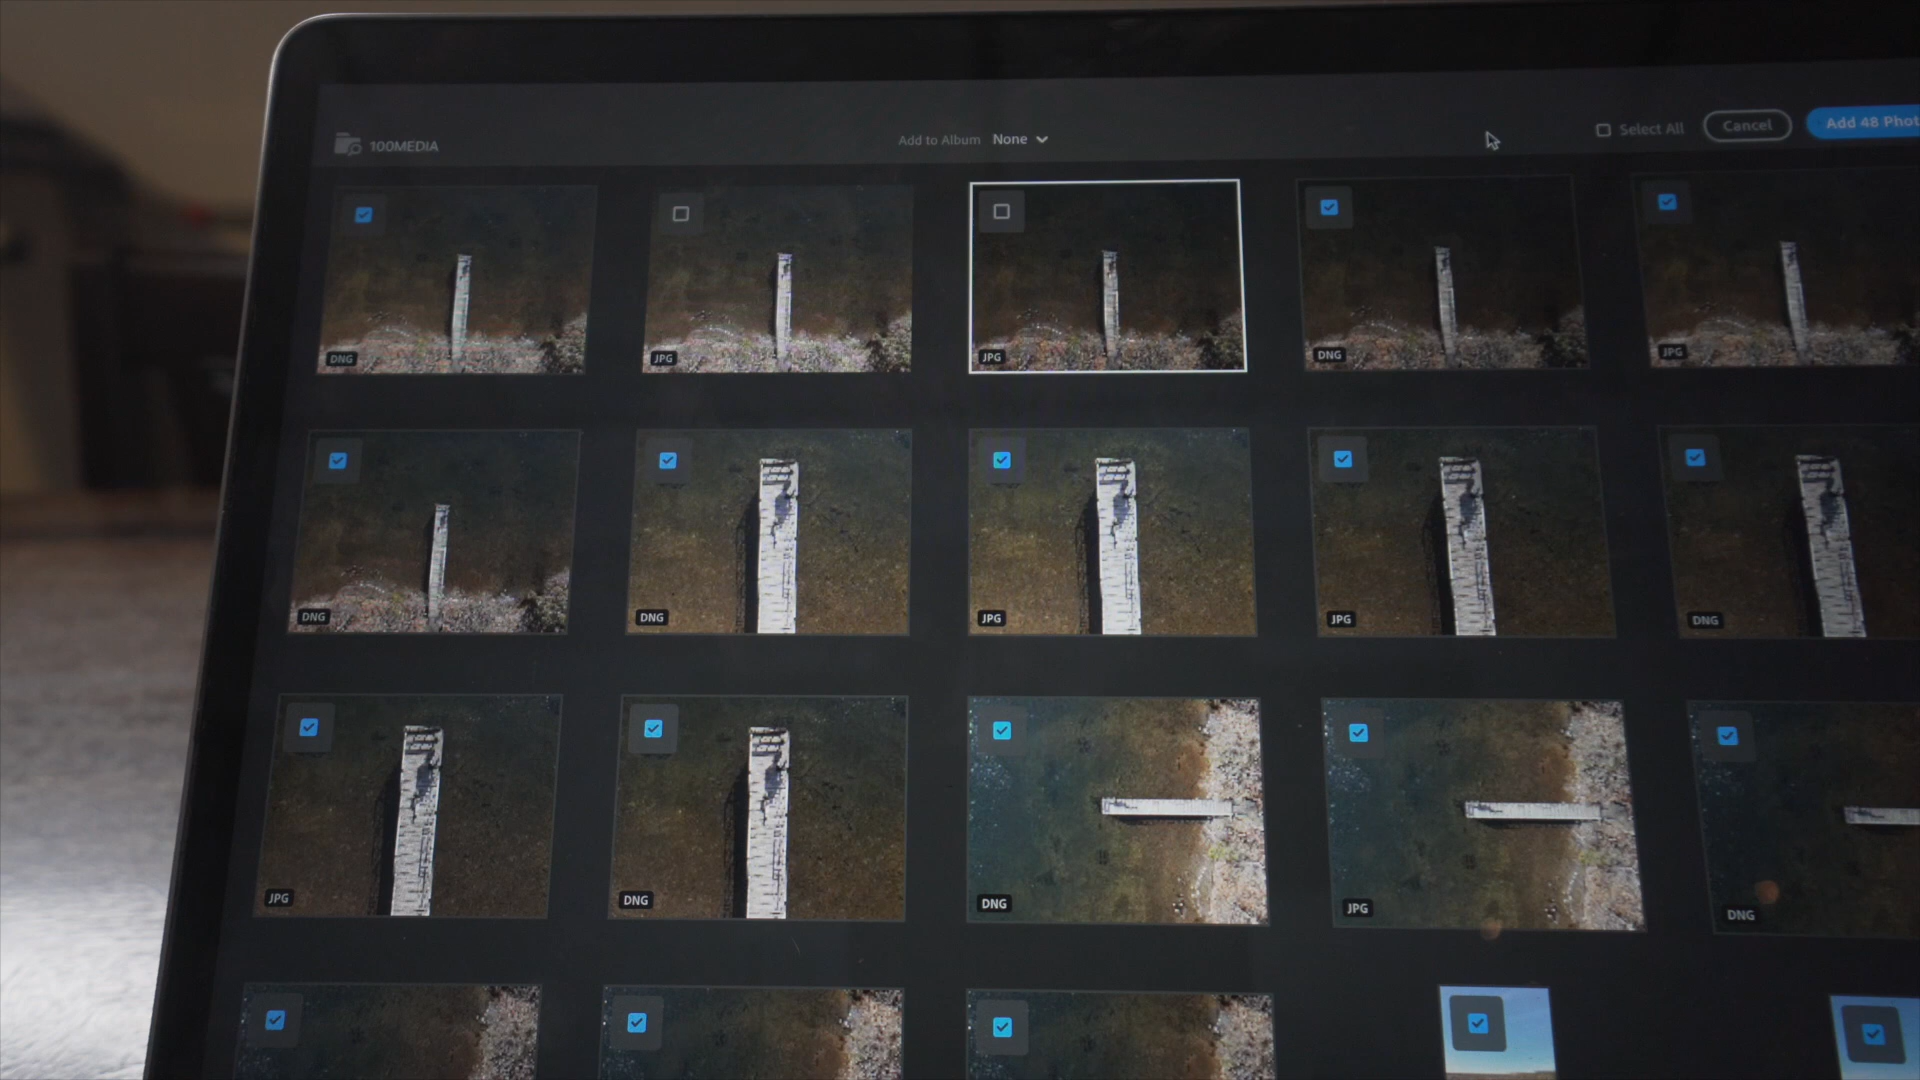 100MEDIA
Add to Album None
Select All
Cancel
Add 48 Phot
DNG
JPG
JPG
DNG
JPG
DNG
DNG
JPG
JPG
DNG
JPG
DNG
DNG
JPG
DNG